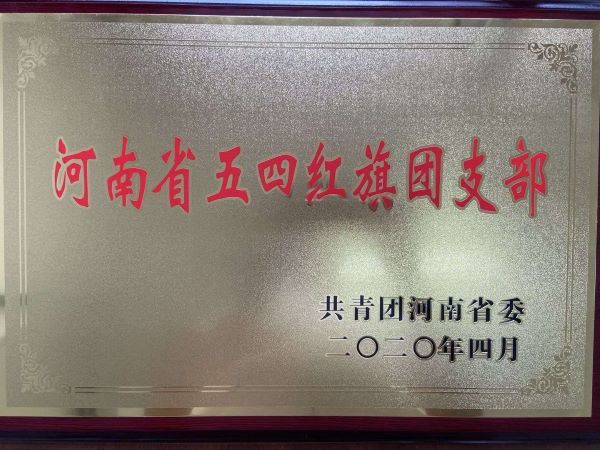 河南省五四红旗团支部
共青团河南省委
二〇二〇年四月